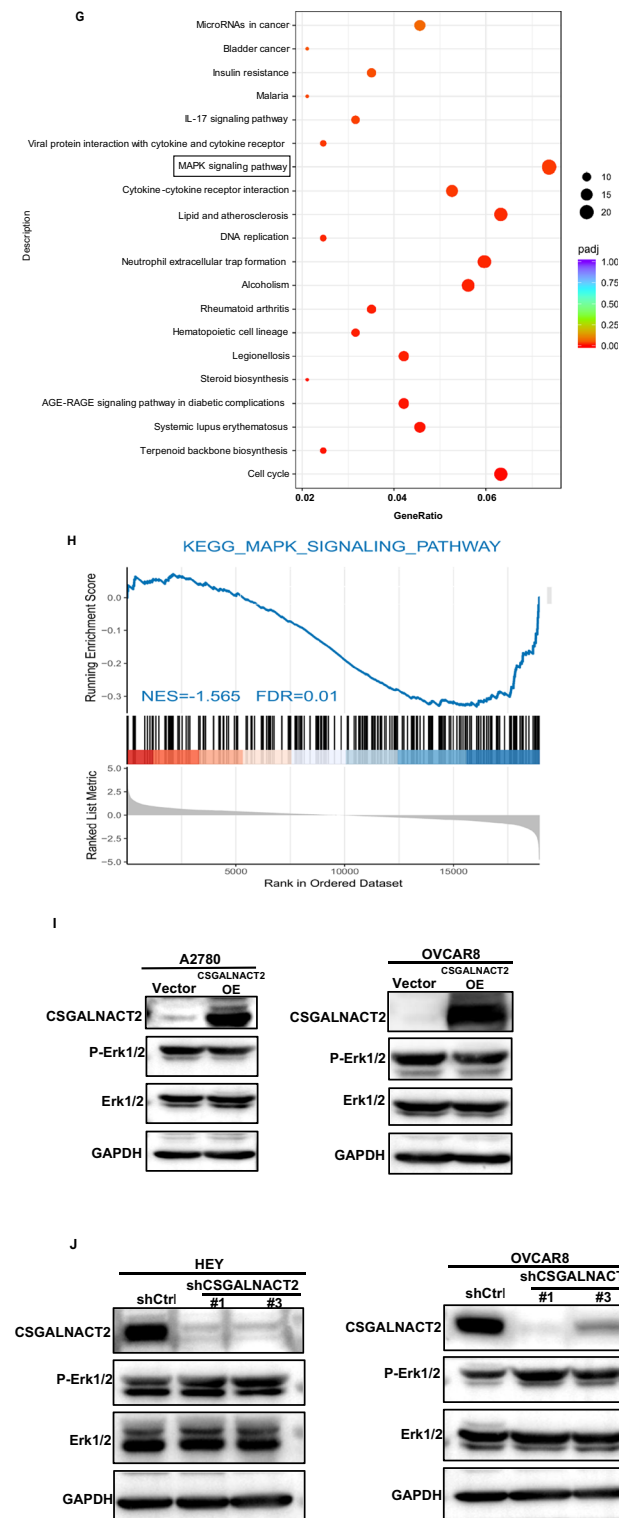 G
MicroRNAs in cancer
Bladder cancer
Insulin resistance
Malaria
IL-17 signaling pathway
Viral protein interaction with cytokine and cytokine receptor
MAPK signaling pathway
Cytokine-cytokine receptor interaction
Lipid and atherosclerosis
DNA replication
Neutrophil extracellular trap formation
Alcoholism
Rheumatoid arthritis
Hematopoietic cell lineage
Legionellosis
Steroid biosynthesis
AGE-RAGE signaling pathway in diabetic complications
Systemic lupus erythematosus
Terpenoid backbone biosynthesis
Cell cycle
Description
0.02 0.04 0.06
GeneRatio
10
15
20
padj
1.00
0.75
0.50
0.25
0.00
H
KEGG_MAPK_SIGNALING_PATHWAY
Running Enrichment Score
0.0
−0.1
−0.2
−0.3
NES=-1.565 FDR=0.01
Ranked List Metric
5.0
2.5
0.0
−2.5
−5.0
5000 10000 15000
Rank in Ordered Dataset
I
A2780
Vector CSGALNACT2 OE
CSGALNACT2
P-Erk1/2
Erk1/2
GAPDH
OVCAR8
Vector CSGALNACT2 OE
CSGALNACT2
P-Erk1/2
Erk1/2
GAPDH
J
HEY
shCtrl shCSGALNACT2
#1 #3
CSGALNACT2
P-Erk1/2
Erk1/2
GAPDH
OVCAR8
shCtrl shCSGALNACT
#1 #3
CSGALNACT2
P-Erk1/2
Erk1/2
GAPDH